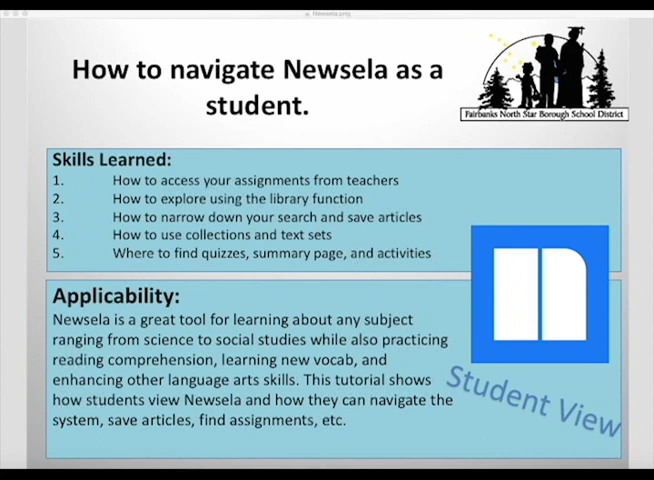 Newsela.png
How to navigate Newsela as a
student.
Fairbanks North Star Borough School District
Skills Learned:
1. How to access your assignments from teachers
2. How to explore using the library function
3. How to narrow down your search and save articles
4. How to use collections and text sets
5. Where to find quizzes, summary page, and activities
Applicability:
Newsela is a great tool for learning about any subject
ranging from science to social studies while also practicing
reading comprehension, learning new vocab, and
enhancing other language arts skills. This tutorial shows
how students view Newsela and how they can navigate the
system, save articles, find assignments, etc.
Student View